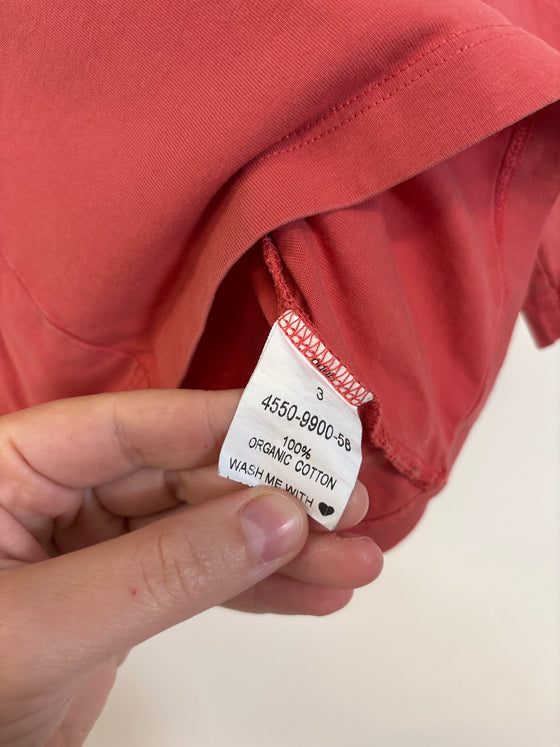 3
4550-9900-58
100%
ORGANIC COTTON
WASH ME WITH